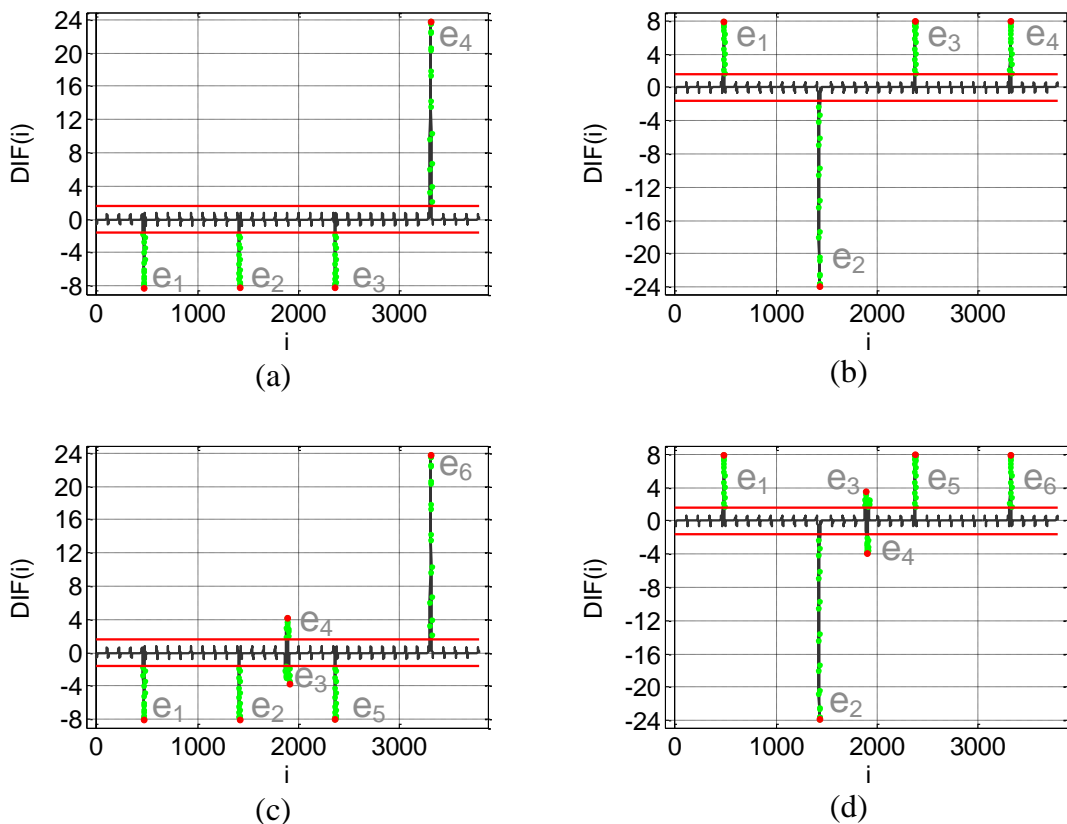 24
20
16
12
8
4
0
-4
-8
DIF(i)
e₄
e₁
e₂
e₃
0 1000 2000 3000
i
(a)
8
4
0
-4
-8
-12
-16
-20
-24
DIF(i)
e₁
e₃
e₄
e₂
0 1000 2000 3000
i
(b)
24
20
16
12
8
4
0
-4
-8
DIF(i)
e₆
e₄
e₃
e₁
e₂
e₅
0 1000 2000 3000
i
(c)
8
4
0
-4
-8
-12
-16
-20
-24
DIF(i)
e₁
e₃
e₅
e₆
e₄
e₂
0 1000 2000 3000
i
(d)